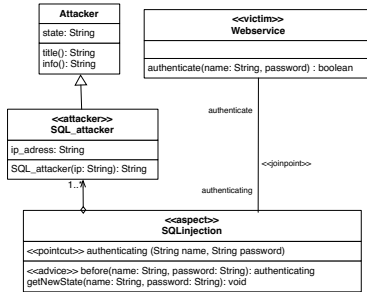 Attacker
state: String
title(): String
info(): String
<<victim>>
Webservice
authenticate(name: String, password) : boolean
<<attacker>>
SQL_attacker
ip_adress: String
SQL_attacker(ip: String): String
1..*
authenticate
<<joinpoint>>
authenticating
<<aspect>>
SQLinjection
<<pointcut>> authenticating (String name, String password)
<<advice>> before(name: String, password: String): authenticating
getNewState(name: String, password: String): void